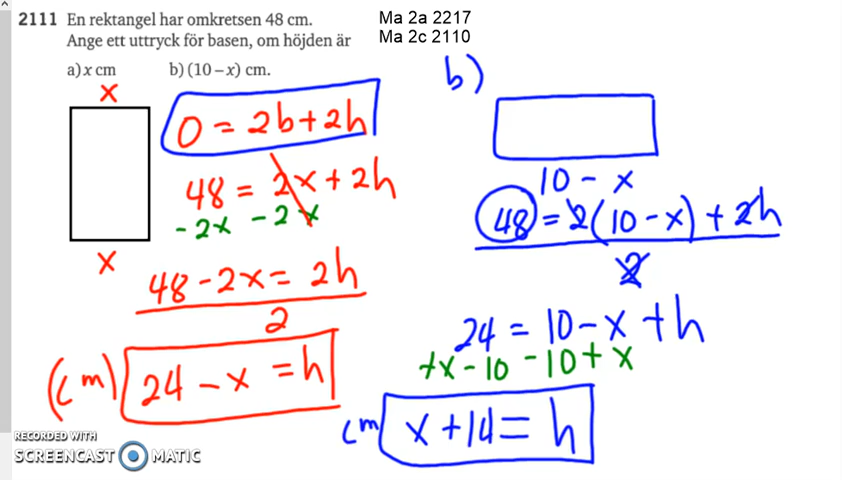 2111 En rektangel har omkretsen 48 cm.
Ange ett uttryck för basen, om höjden är
a) x cm b) (10 – x) cm.
Ma 2a 2217
Ma 2c 2110
x
O = 2b + 2h
48 = 2x + 2h
-2x -2x
x
48 - 2x = 2h
2
(cm) 24 - x = h
b)
10 - x
48 = 2(10 - x) + 2h
2
24 = 10 - x + h
+x - 10 - 10 + x
cm x + 14 = h
RECORDED WITH
SCREENCAST MATIC